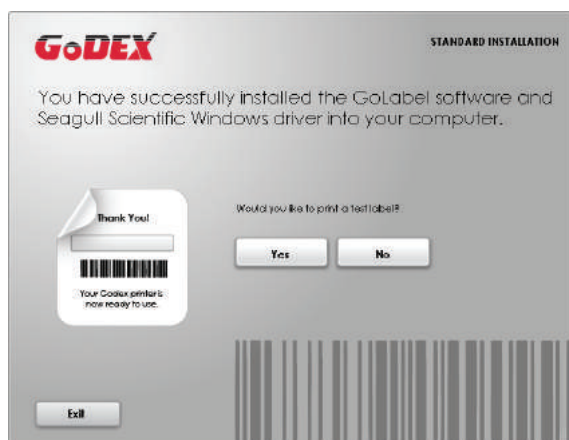 GoDEX
STANDARD INSTALLATION
You have successfully installed the GoLabel software and
Seagull Scientific Windows driver into your computer.
Thank You!
Your Godex printer is
now ready to use.
Would you like to print a test label?
Yes
No
Exit